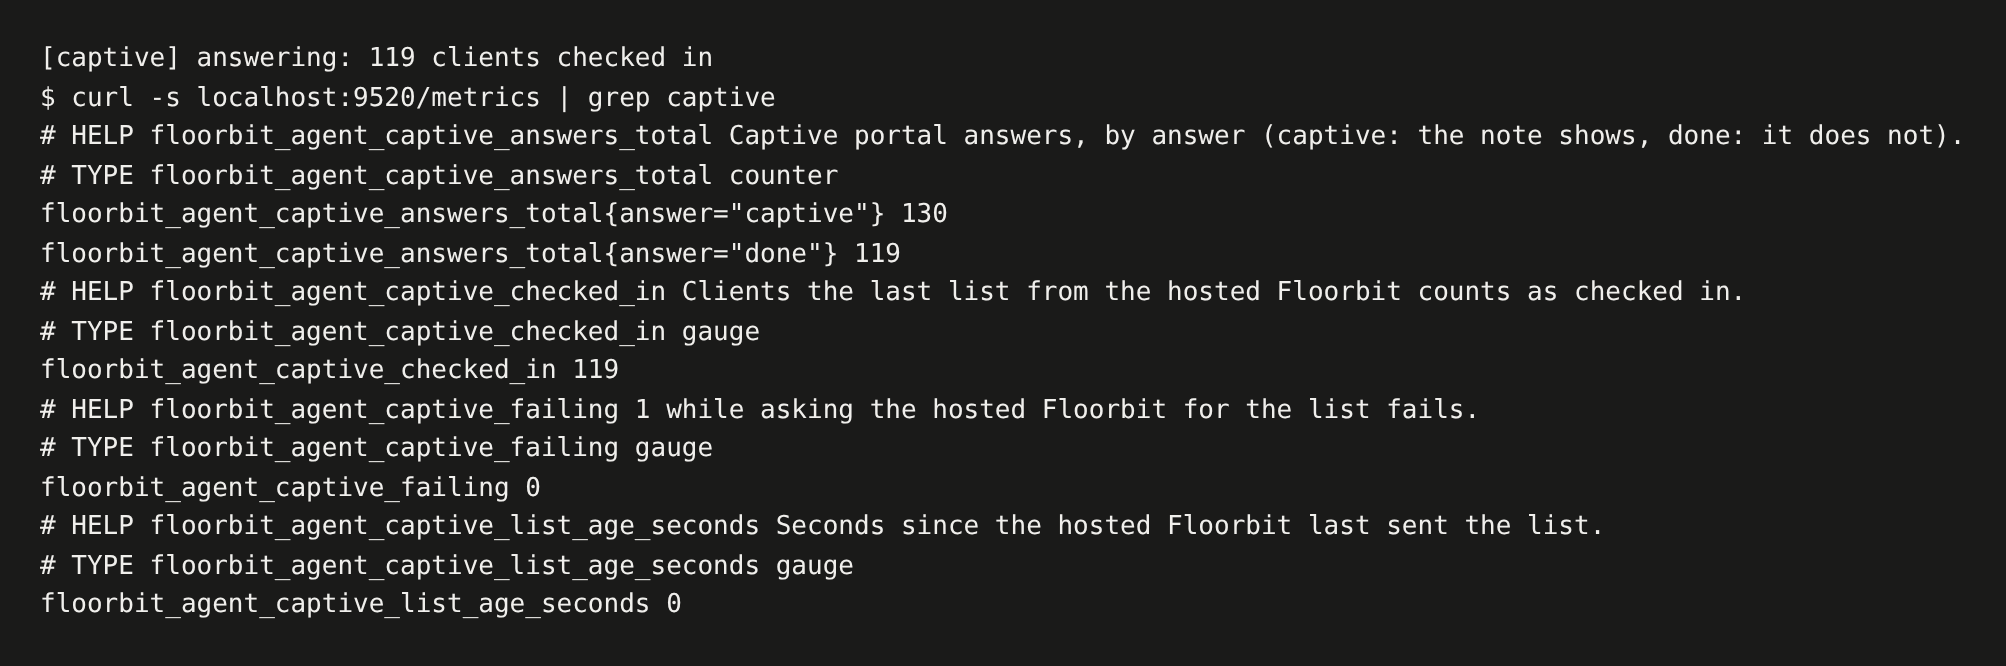 [captive] answering: 119 clients checked in
$ curl -s localhost:9520/metrics | grep captive
# HELP floorbit_agent_captive_answers_total Captive portal answers, by answer (captive: the note shows, done: it does not).
# TYPE floorbit_agent_captive_answers_total counter
floorbit_agent_captive_answers_total{answer="captive"} 130
floorbit_agent_captive_answers_total{answer="done"} 119
# HELP floorbit_agent_captive_checked_in Clients the last list from the hosted Floorbit counts as checked in.
# TYPE floorbit_agent_captive_checked_in gauge
floorbit_agent_captive_checked_in 119
# HELP floorbit_agent_captive_failing 1 while asking the hosted Floorbit for the list fails.
# TYPE floorbit_agent_captive_failing gauge
floorbit_agent_captive_failing 0
# HELP floorbit_agent_captive_list_age_seconds Seconds since the hosted Floorbit last sent the list.
# TYPE floorbit_agent_captive_list_age_seconds gauge
floorbit_agent_captive_list_age_seconds 0